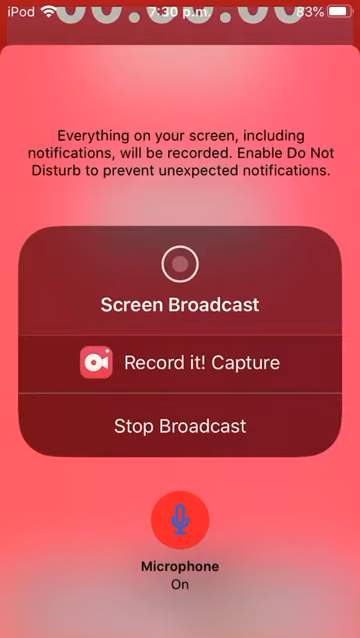 iPod 7:30 p.m. 83%
Everything on your screen, including
notifications, will be recorded. Enable Do Not
Disturb to prevent unexpected notifications.
Screen Broadcast
Record it! Capture
Stop Broadcast
Microphone
On